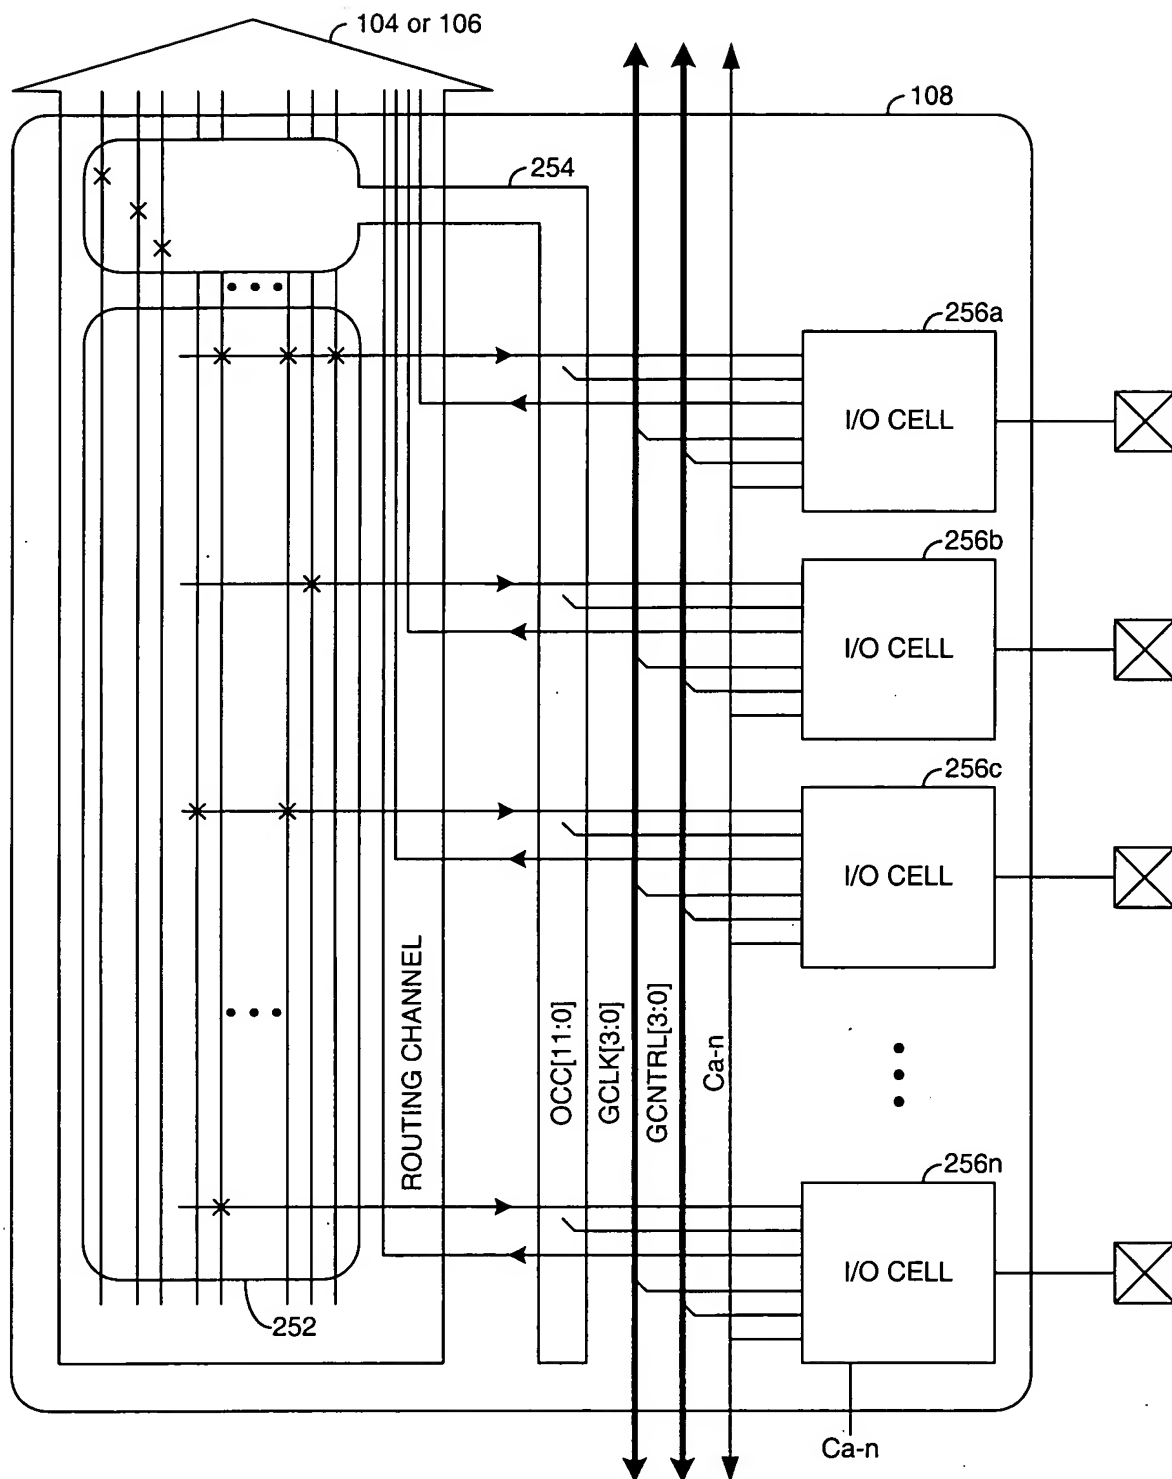 104 or 106
108
254
256a
I/O CELL
256b
I/O CELL
256c
I/O CELL
ROUTING CHANNEL
OCC[11:0]
GCLK[3:0]
GCNTRL[3:0]
Ca-n
256n
I/O CELL
252
Ca-n